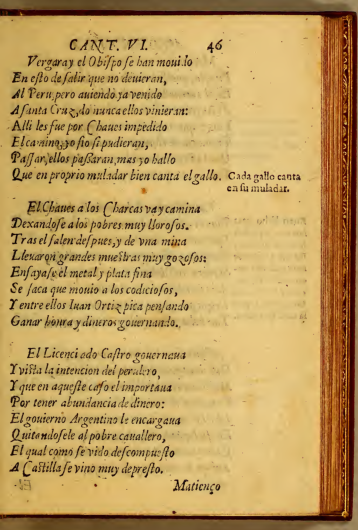 CANT. VI. 46
Vergara y el Obiſpo ſe han mouido
En eſto de ſalir que no deuieran,
Al Peru, pero auiendo ya venido
A ſanta Cruz, do nunca ellos vinieran:
Alli les fue por Chaues impedido
El camino, yo fio ſi pudieran,
Paſſar, ellos paſſaran, mas yo hallo
Que en proprio muladar bien canta el gallo.
Cada gallo canta
en ſu muladar.
El Chaues a los Charcas va y camina
Dexandoſe a los pobres muy lloroſos.
Tras el ſalen deſpues, y de vna mina
Lleuaron grandes mueſtras muy gozoſos:
Enſayaſe el metal y plata fina
Se ſaca que mouio a los codicioſos,
Y entre ellos Iuan Ortiz pica penſando
Ganar honra y dineros gouernando.
El Licenciado Caſtro gouernaua
Y viſta la intencion del perulero,
Y que en aqueſte caſo el importaua
Por tener abundancia de dinero:
El gouierno Argentino le encargaua
Quitandoſele al pobre cauallero,
El qual como ſe vido deſcompueſto
A Caſtilla ſe vino muy de preſto.
Matienço